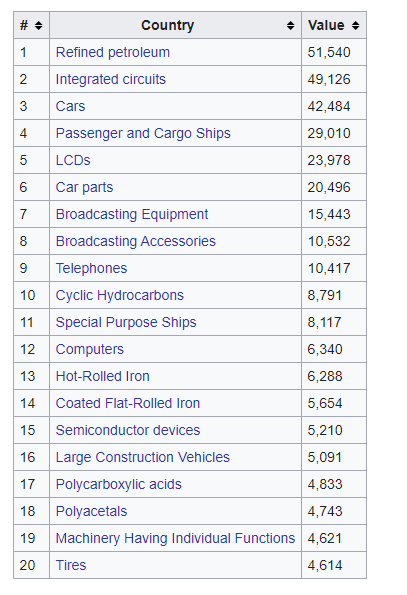 # Country Value
1 Refined petroleum 51,540
2 Integrated circuits 49,126
3 Cars 42,484
4 Passenger and Cargo Ships 29,010
5 LCDs 23,978
6 Car parts 20,496
7 Broadcasting Equipment 15,443
8 Broadcasting Accessories 10,532
9 Telephones 10,417
10 Cyclic Hydrocarbons 8,791
11 Special Purpose Ships 8,117
12 Computers 6,340
13 Hot-Rolled Iron 6,288
14 Coated Flat-Rolled Iron 5,654
15 Semiconductor devices 5,210
16 Large Construction Vehicles 5,091
17 Polycarboxylic acids 4,833
18 Polyacetals 4,743
19 Machinery Having Individual Functions 4,621
20 Tires 4,614